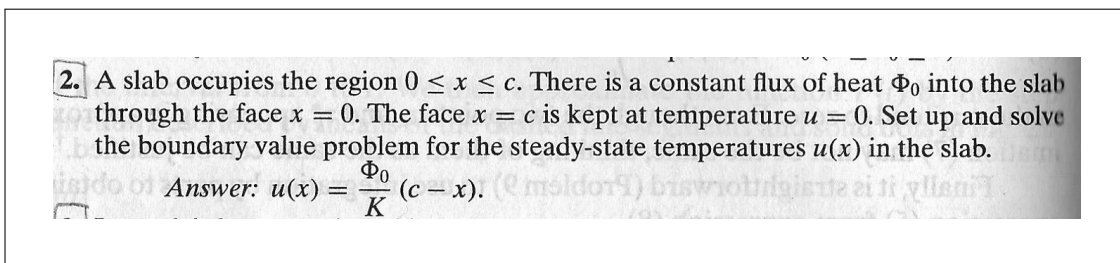 2. A slab occupies the region 0 ≤ x ≤ c. There is a constant flux of heat Φ₀ into the slab
through the face x = 0. The face x = c is kept at temperature u = 0. Set up and solve
the boundary value problem for the steady-state temperatures u(x) in the slab.
Answer: u(x) = Φ₀/K (c − x).